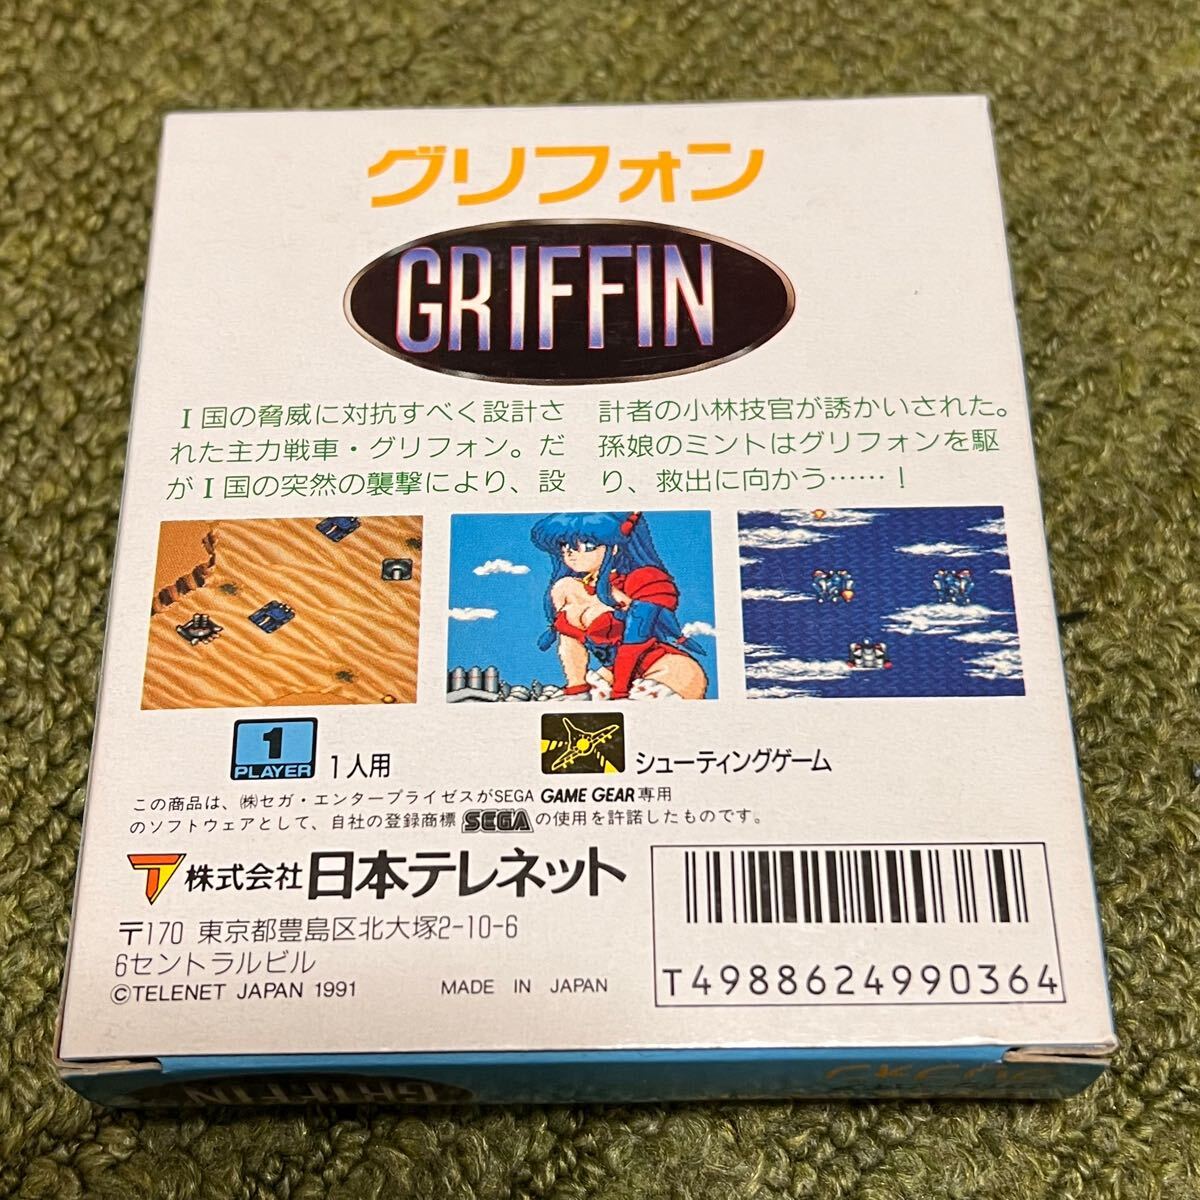 グリフォン
GRIFFIN
I国の脅威に対抗すべく設計さ
れた主力戦車・グリフォン。だ
がI国の突然の襲撃により、設
計者の小林技官が誘かいされた。
孫娘のミントはグリフォンを駆
り、救出に向かう……！
1
PLAYER
1人用
シューティングゲーム
この商品は、㈱セガ・エンタープライゼスがSEGA GAME GEAR専用
のソフトウェアとして、自社の登録商標 SEGA の使用を許諾したものです。
株式会社日本テレネット
〒170 東京都豊島区北大塚2-10-6
6セントラルビル
©TELENET JAPAN 1991 MADE IN JAPAN
T4988624990364
GRIFFIN
グリフォン